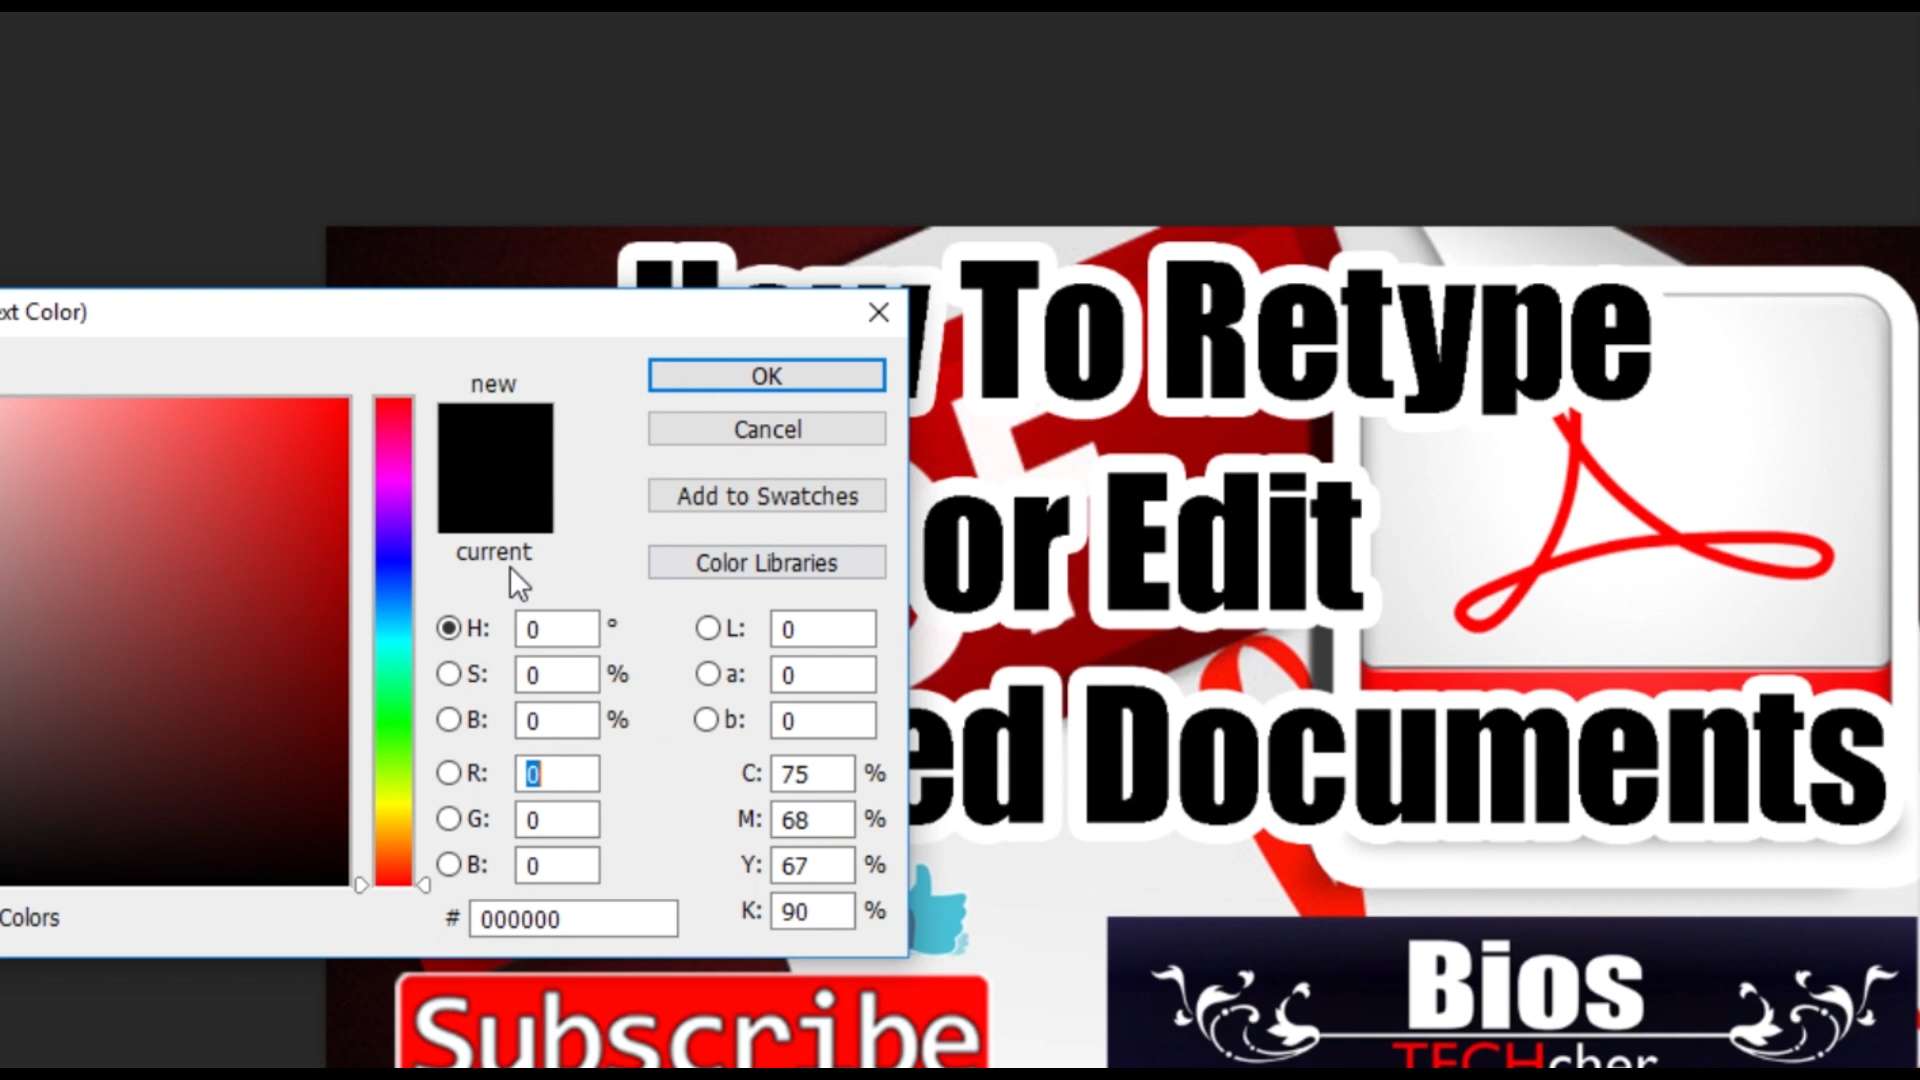 To Retype
or Edit
ed Documents
xt Color)
new
current
OK
Cancel
Add to Swatches
Color Libraries
H: 0 °
S: 0 %
B: 0 %
R: 0
G: 0
B: 0
# 000000
L: 0
a: 0
b: 0
C: 75 %
M: 68 %
Y: 67 %
K: 90 %
Colors
Subscribe
Bios
TECHcher